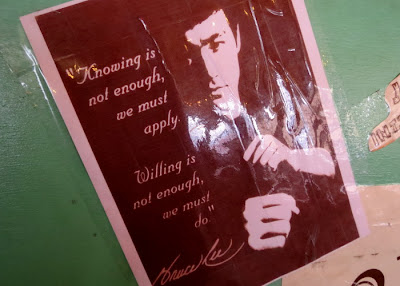 "Knowing is
not enough,
we must
apply.
Willing is
not enough,
we must
do"
Bruce Lee